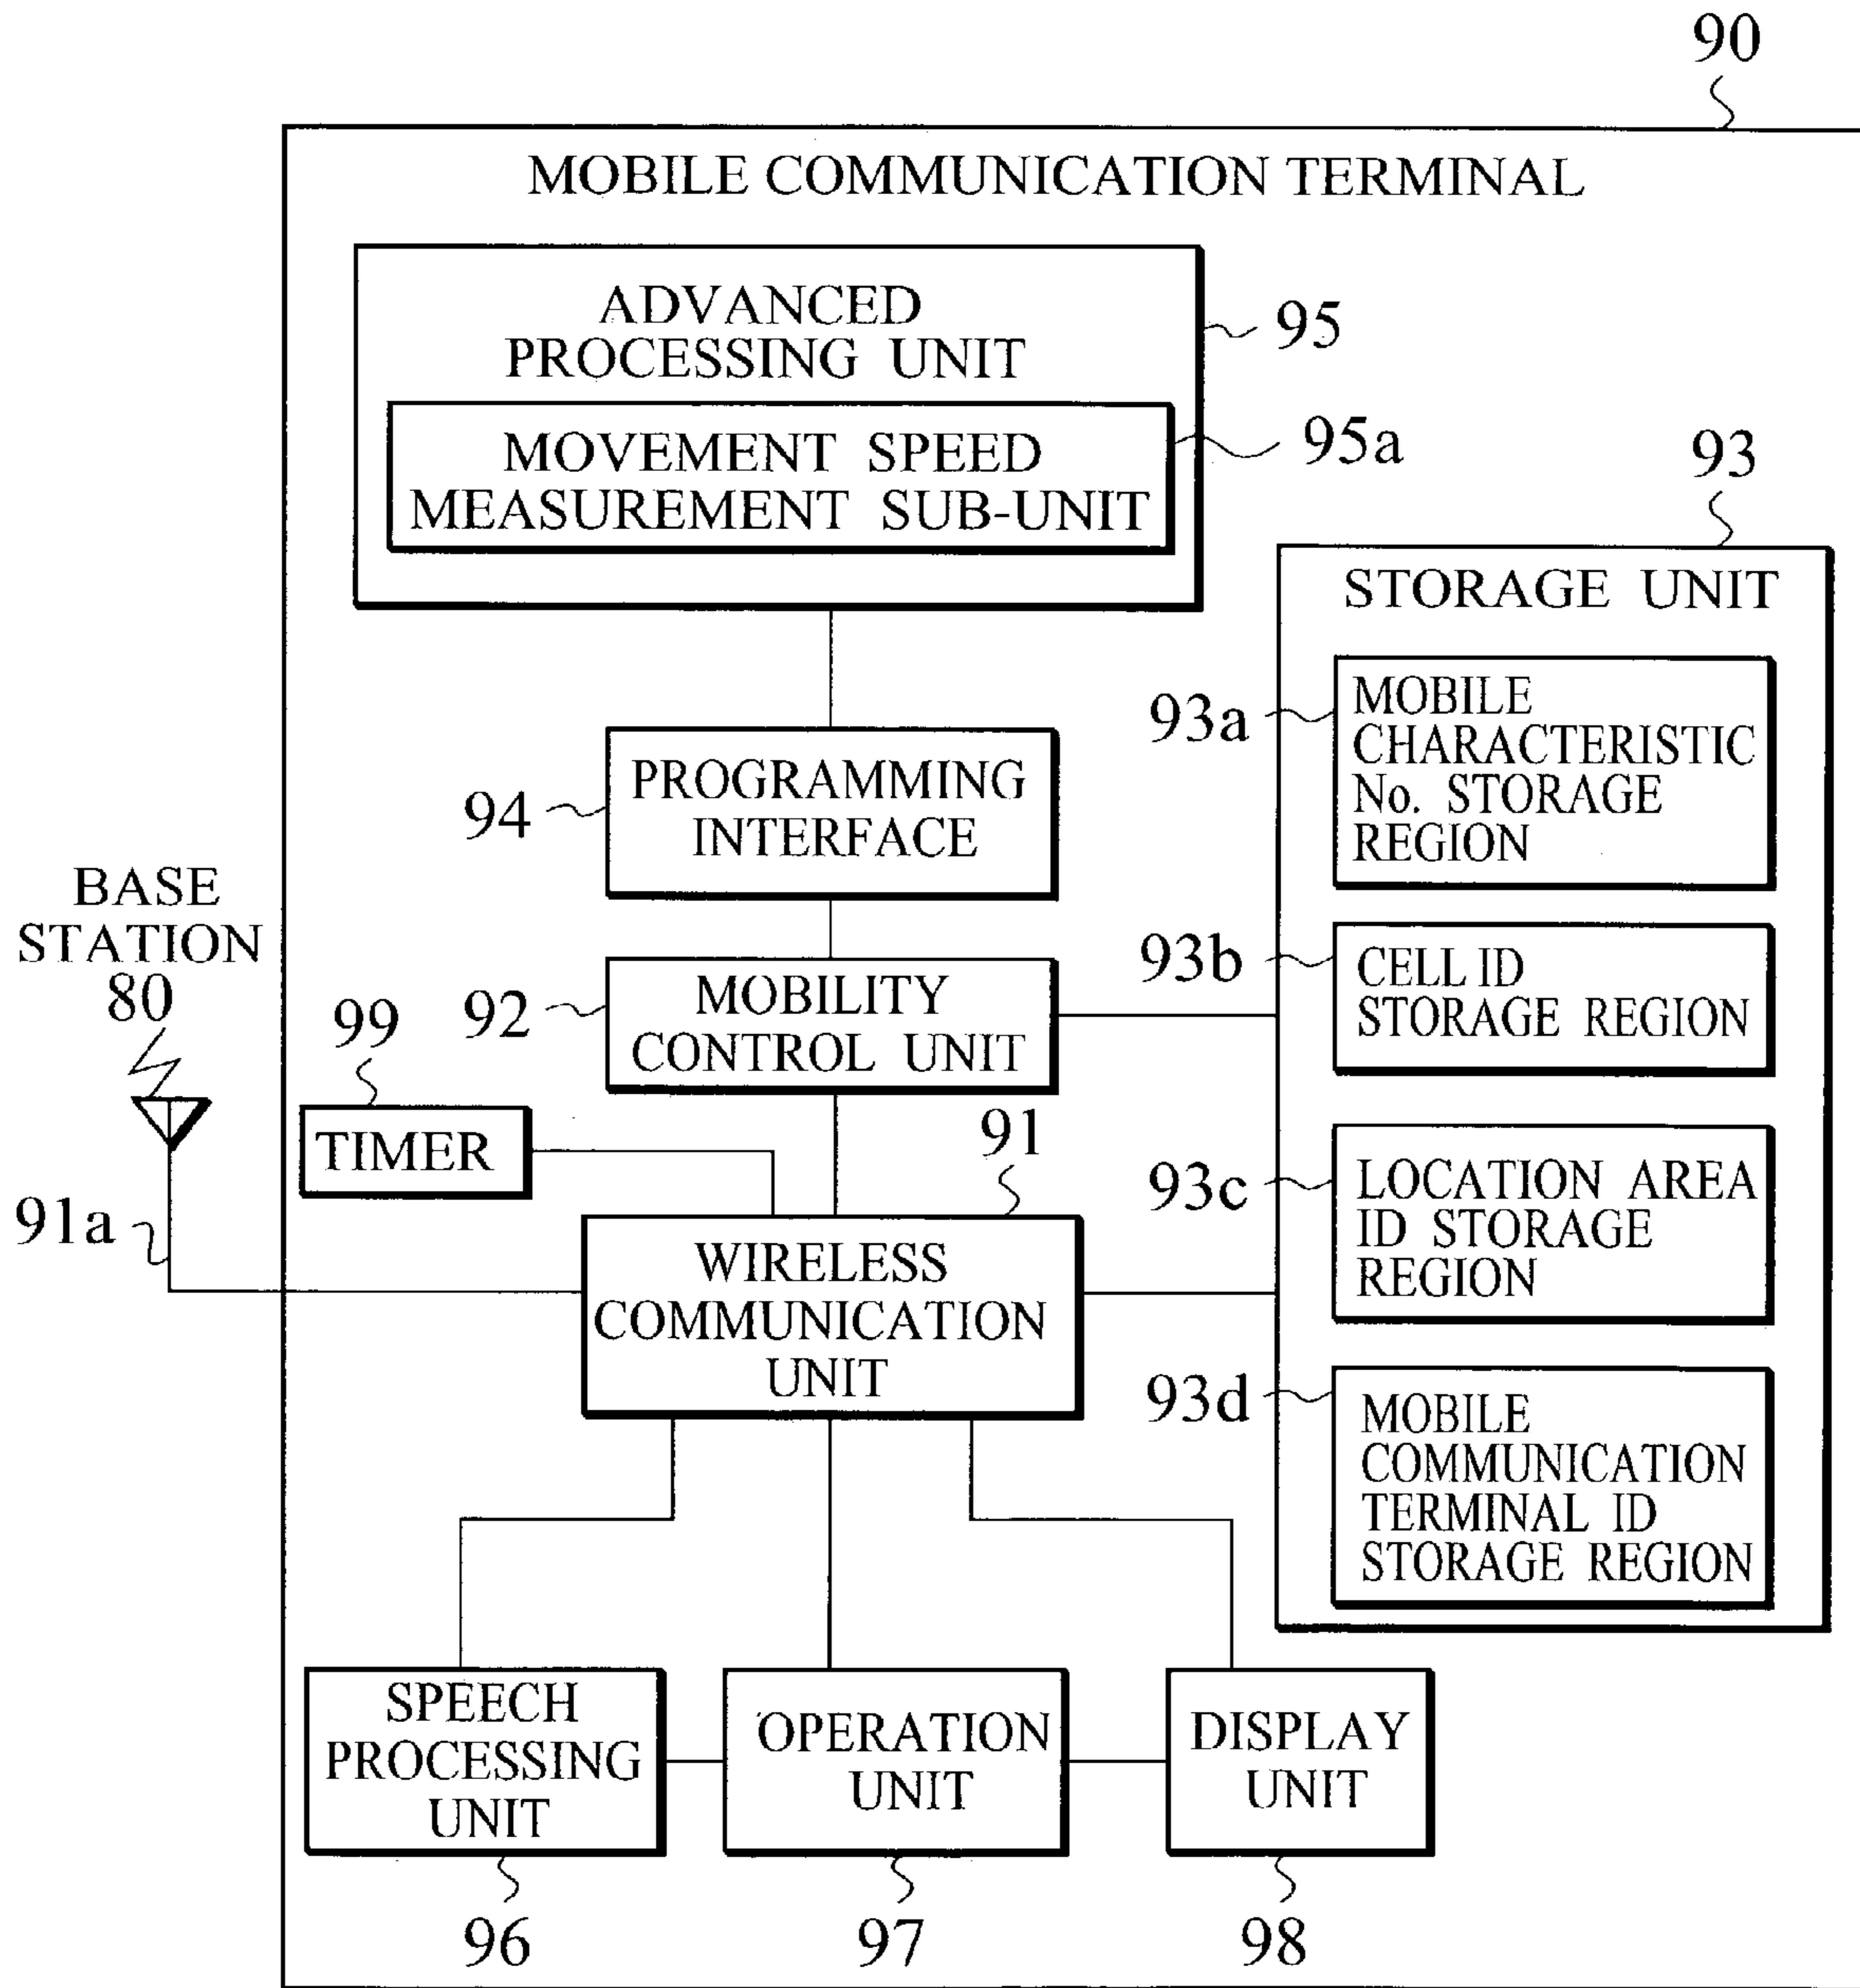 90
MOBILE COMMUNICATION TERMINAL
ADVANCED
PROCESSING UNIT
95
MOVEMENT SPEED
MEASUREMENT SUB-UNIT
95a
93
STORAGE UNIT
93a
MOBILE
CHARACTERISTIC
No. STORAGE
REGION
PROGRAMMING
INTERFACE
94
BASE
STATION
80
93b
CELL ID
STORAGE REGION
92
MOBILITY
CONTROL UNIT
99
TIMER
91
93c
LOCATION AREA
ID STORAGE
REGION
91a
WIRELESS
COMMUNICATION
UNIT
93d
MOBILE
COMMUNICATION
TERMINAL ID
STORAGE REGION
SPEECH
PROCESSING
UNIT
OPERATION
UNIT
DISPLAY
UNIT
96
97
98